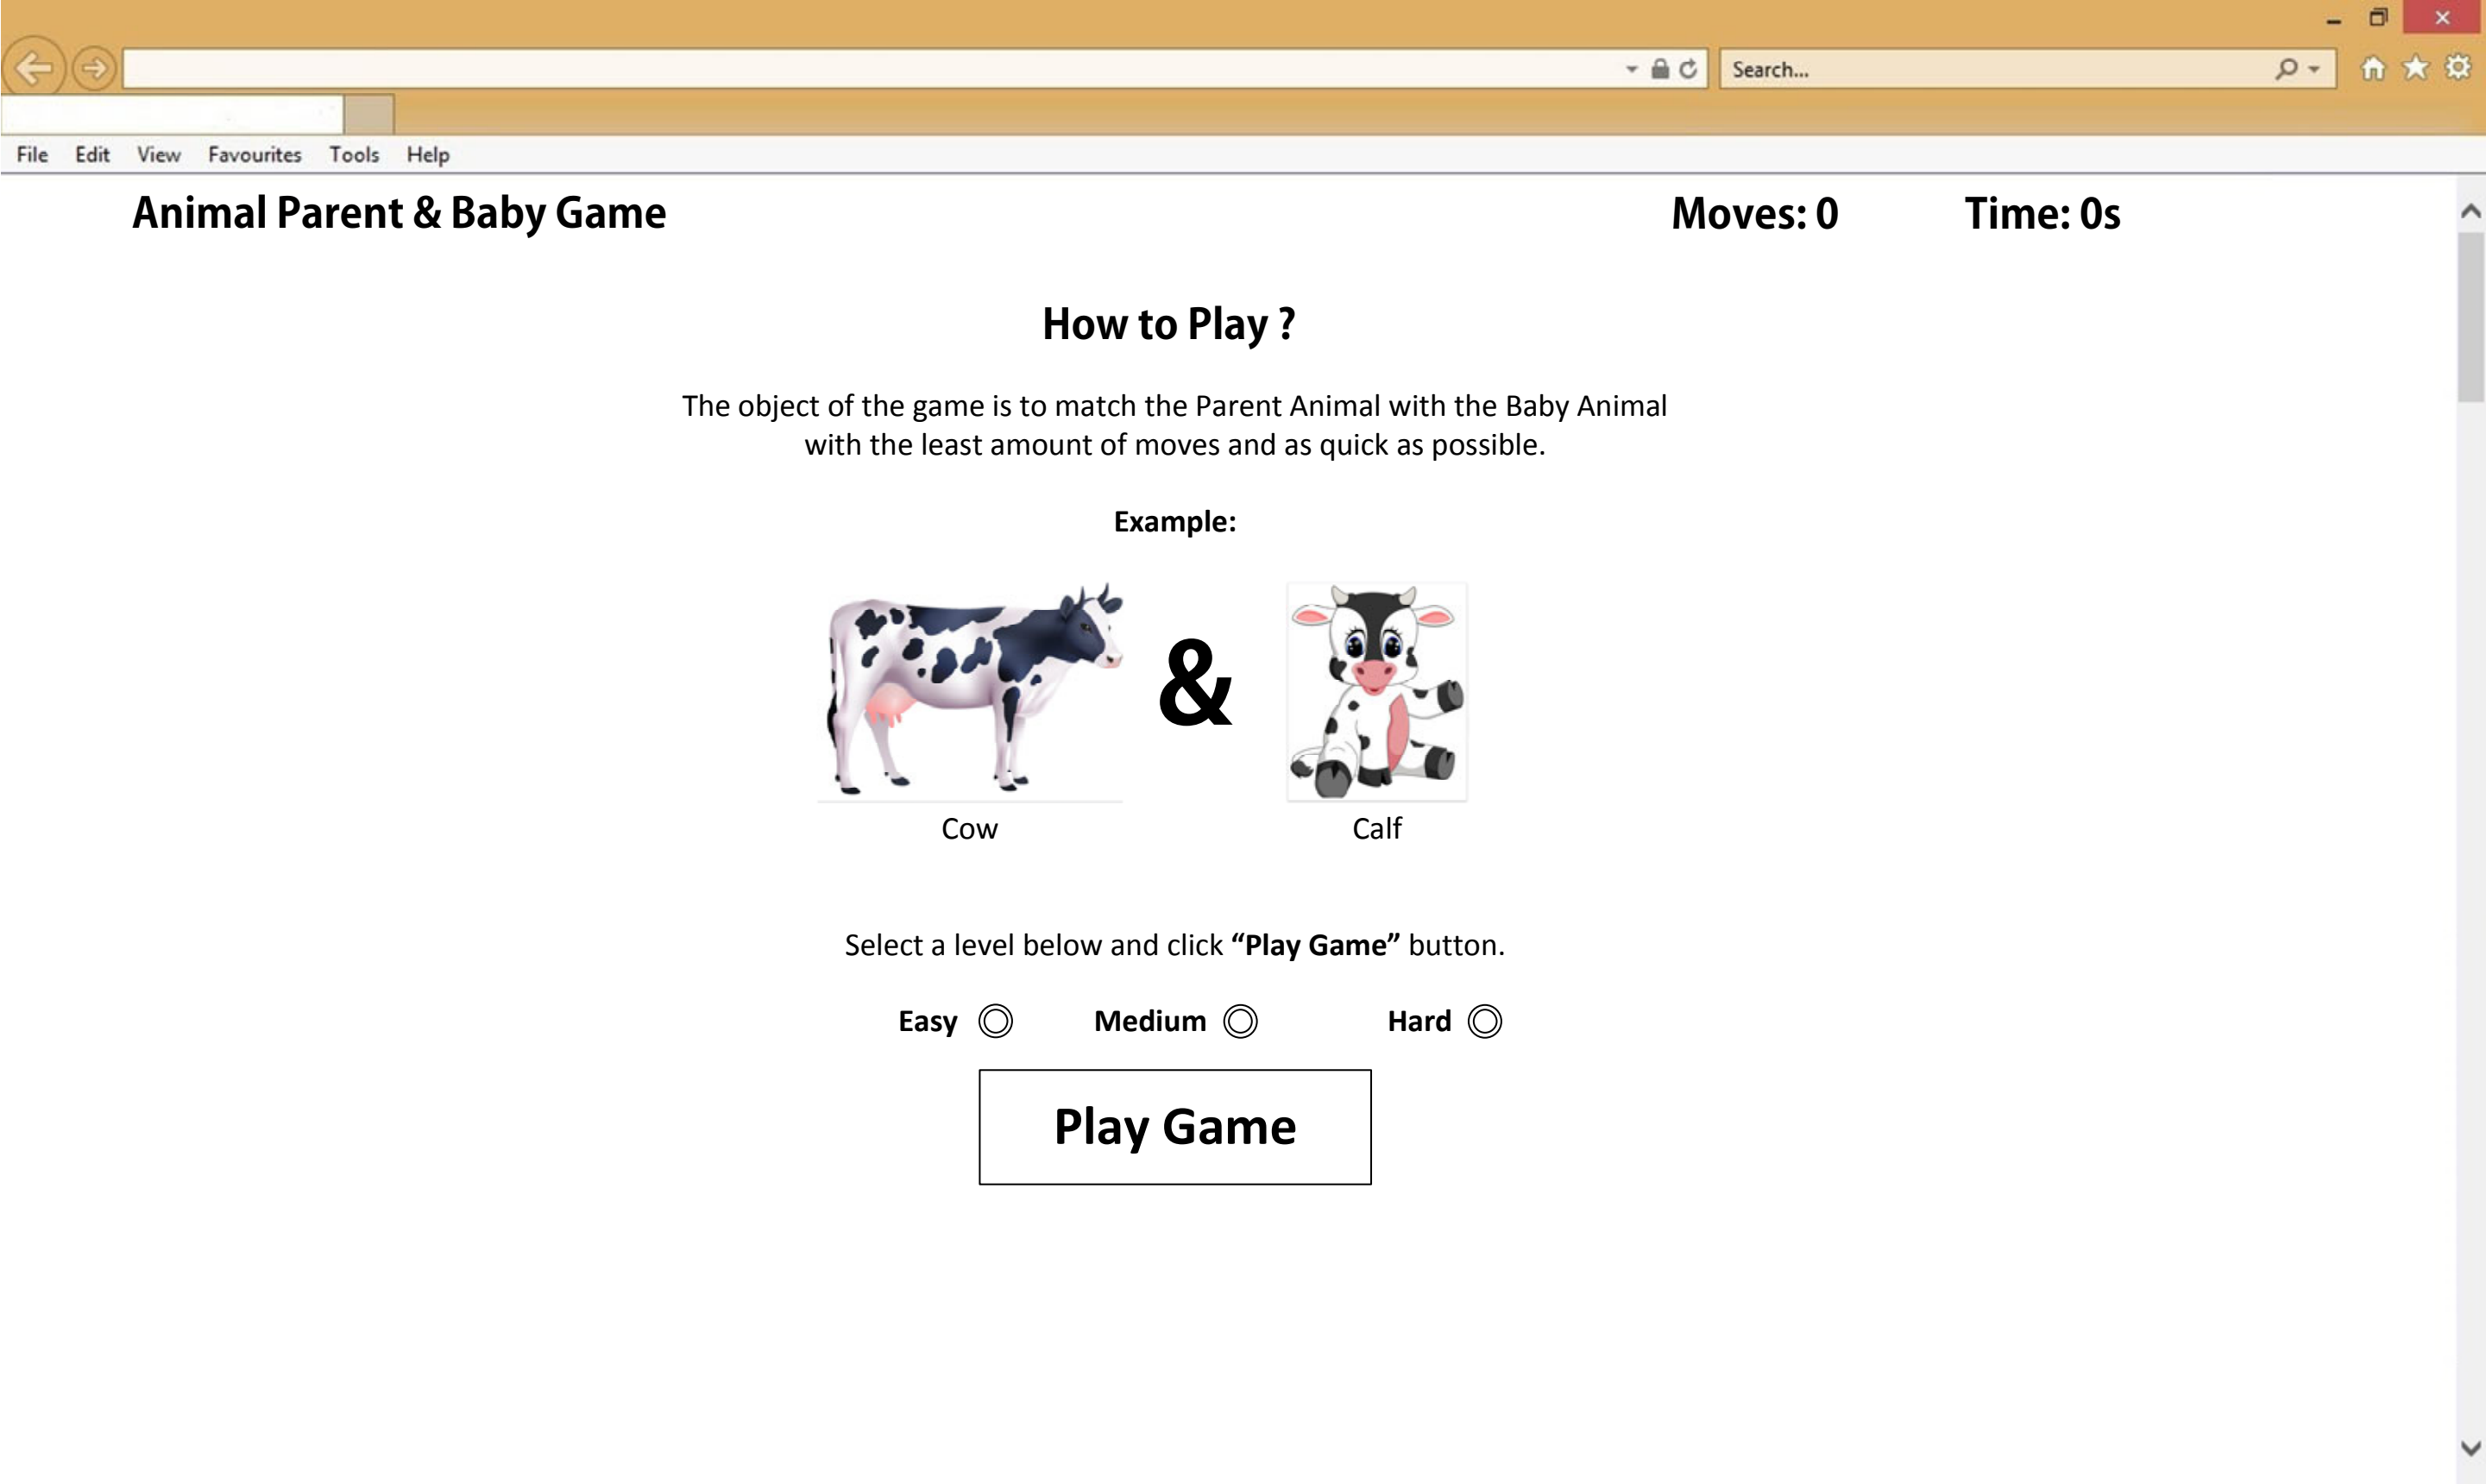 Search...
File Edit View Favourites Tools Help
Animal Parent & Baby Game Moves: 0 Time: 0s
How to Play ?
The object of the game is to match the Parent Animal with the Baby Animal
with the least amount of moves and as quick as possible.
Example:
&
Cow Calf
Select a level below and click “Play Game” button.
Easy Medium Hard
Play Game